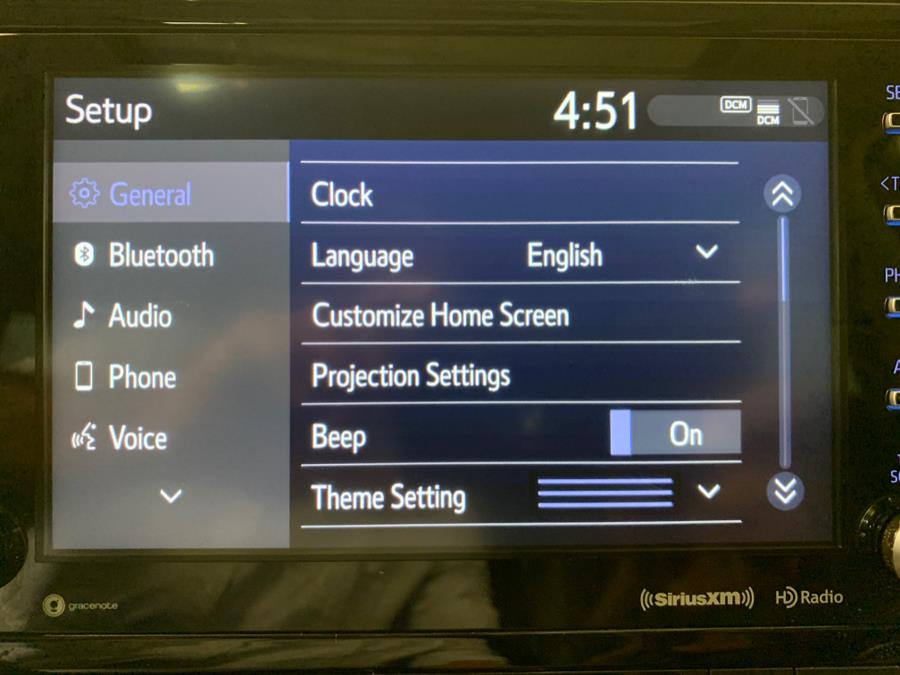 Setup
4:51
DCM
DCM
General
Bluetooth
Audio
Phone
Voice
Clock
Language English
Customize Home Screen
Projection Settings
Beep On
Theme Setting
gracenote
SiriusXM
HD Radio